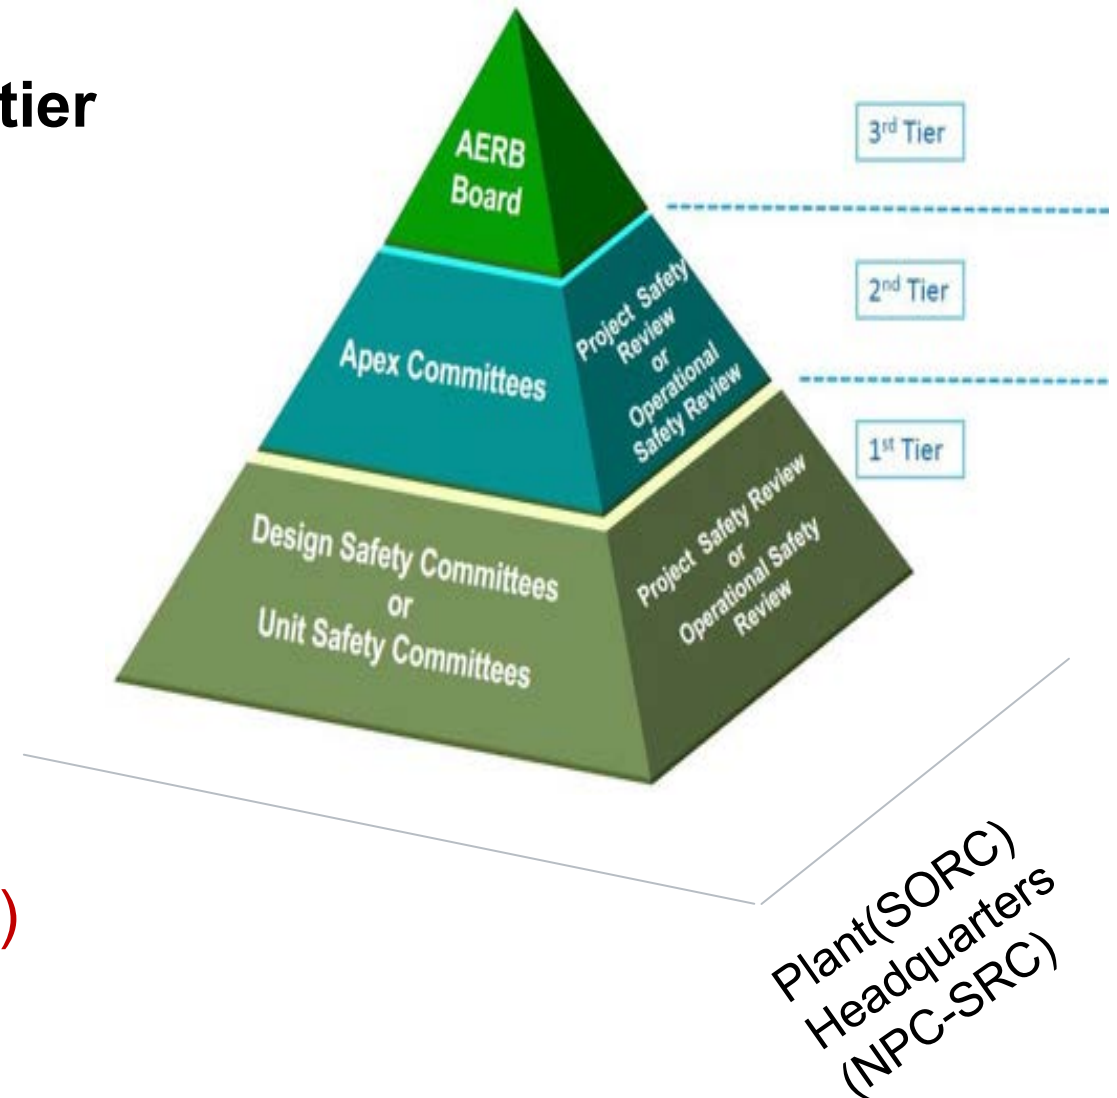 tier
AERB
Board
3rd Tier
Apex Committees
Project Safety
Review
or
Operational
Safety Review
2nd Tier
Design Safety Committees
or
Unit Safety Committees
Project Safety Review
or
Operational Safety
Review
1st Tier
)
Plant(SORC)
Headquarters
(NPC-SRC)